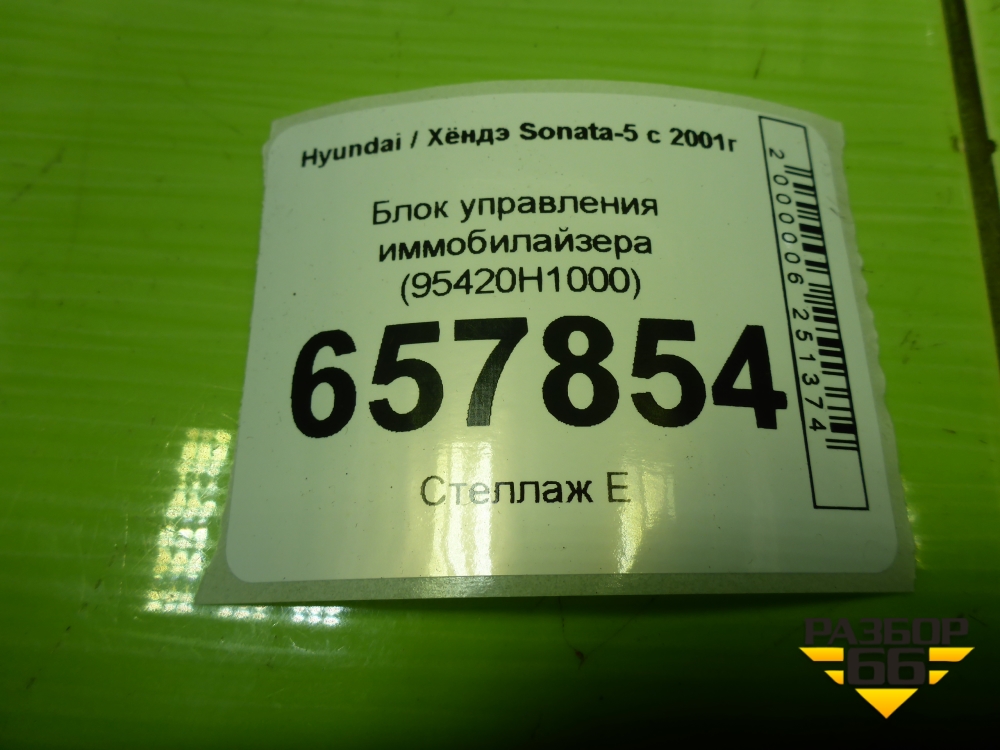 Hyundai / Хёндэ Sonata-5 с 2001г
Блок управления
иммобилайзера
(95420H1000)
657854
Стеллаж Е
2000006251374
РАЗБОР
66